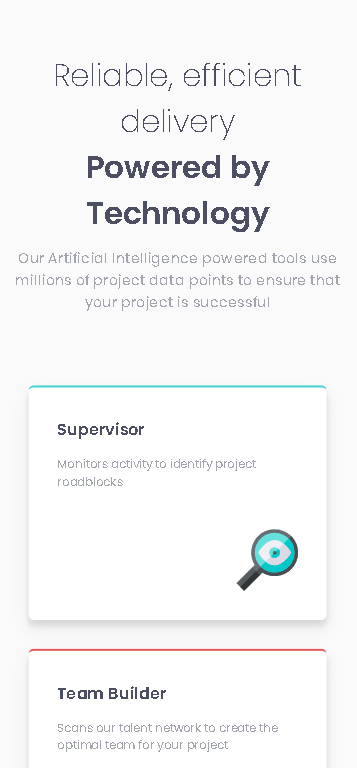 Reliable, efficient
delivery
Powered by
Technology
Our Artificial Intelligence powered tools use
millions of project data points to ensure that
your project is successful
Supervisor
Monitors activity to identify project
roadblocks
Team Builder
Scans our talent network to create the
optimal team for your project